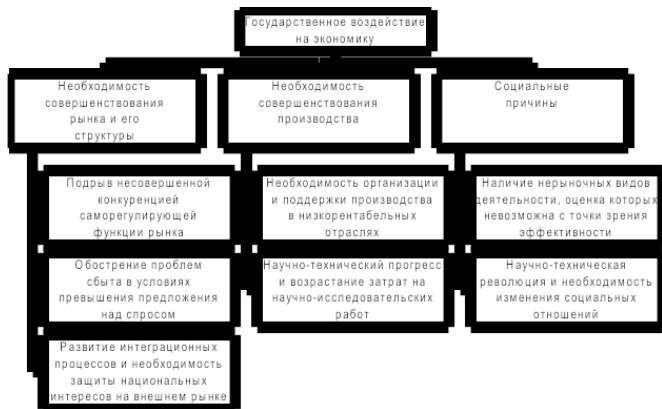 Государственное воздействие
на экономику
Необходимость
совершенствования
рынка и его
структуры
Необходимость
совершенствования
производства
Социальные
причины
Подрыв несовершенной
конкуренцией
саморегулирующей
функции рынка
Необходимость организации
и поддержки производства
в низкорентабельных
отраслях
Наличие нерыночных видов
деятельности, оценка которых
невозможна с точки зрения
эффективности
Обострение проблем
сбыта в условиях
превышения предложения
над спросом
Научно-технический прогресс
и возрастание затрат на
научно-исследовательских
работ
Научно-техническая
революция и необходимость
изменения социальных
отношений
Развитие интеграционных
процессов и необходимость
защиты национальных
интересов на внешнем рынке